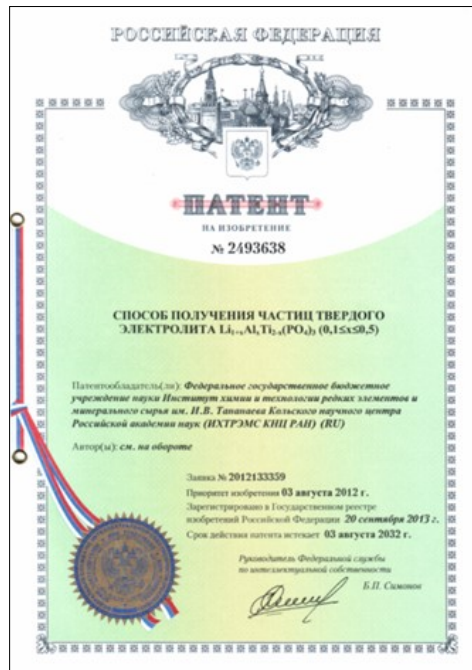 РОССИЙСКАЯ ФЕДЕРАЦИЯ
ПАТЕНТ
НА ИЗОБРЕТЕНИЕ
№ 2493638
СПОСОБ ПОЛУЧЕНИЯ ЧАСТИЦ ТВЕРДОГО
ЭЛЕКТРОЛИТА Li₁₊ₓAlₓTi₂₋ₓ(PO₄)₃ (0,1≤x≤0,5)
Патентообладатель(ли): Федеральное государственное бюджетное
учреждение науки Институт химии и технологии редких элементов и
минерального сырья им. И.В. Тананаева Кольского научного центра
Российской академии наук (ИХТРЭМС КНЦ РАН) (RU)
Автор(ы): см. на обороте
Заявка № 2012133359
Приоритет изобретения 03 августа 2012 г.
Зарегистрировано в Государственном реестре
изобретений Российской Федерации 20 сентября 2013 г.
Срок действия патента истекает 03 августа 2032 г.
Руководитель Федеральной службы
по интеллектуальной собственности
Б.П. Симонов